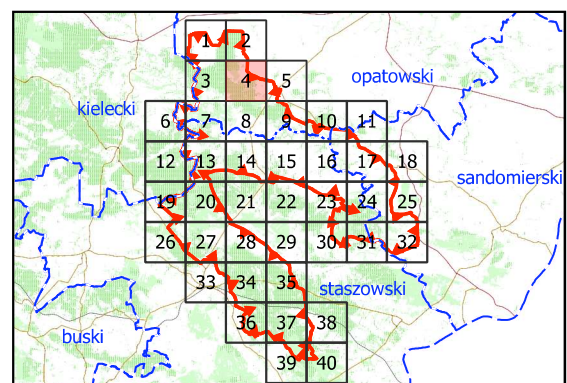 1 2
3 4 5 opatowski
kielecki 6 7 8 9 10 11
12 13 14 15 16 17 18
sandomierski
19 20 21 22 23 24 25
26 27 28 29 30 31 32
33 34 35 staszowski
buski 36 37 38
39 40